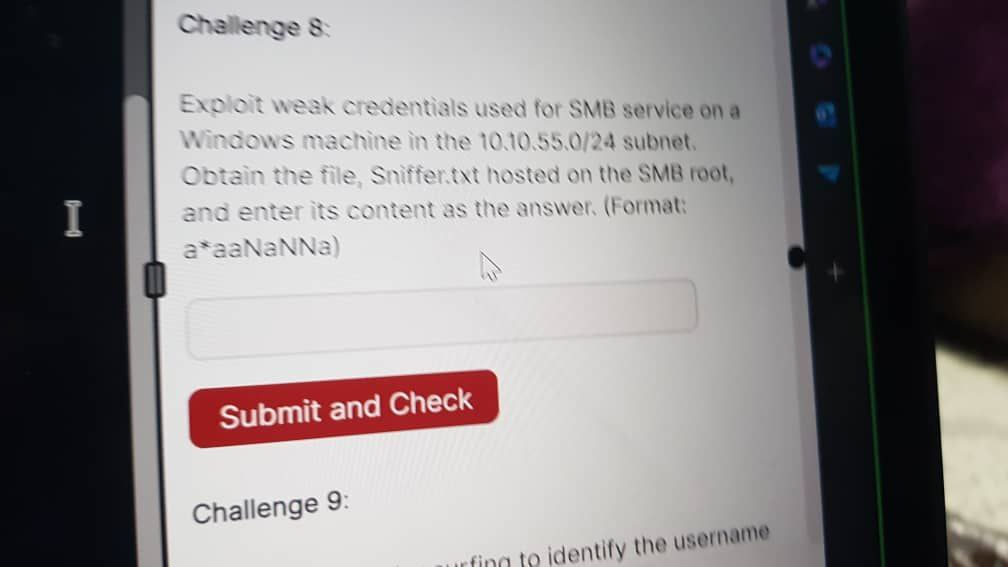 Challenge 8:
Exploit weak credentials used for SMB service on a
Windows machine in the 10.10.55.0/24 subnet.
Obtain the file, Sniffer.txt hosted on the SMB root,
and enter its content as the answer. (Format:
a*aaNaNNa)
Submit and Check
Challenge 9:
to identify the username